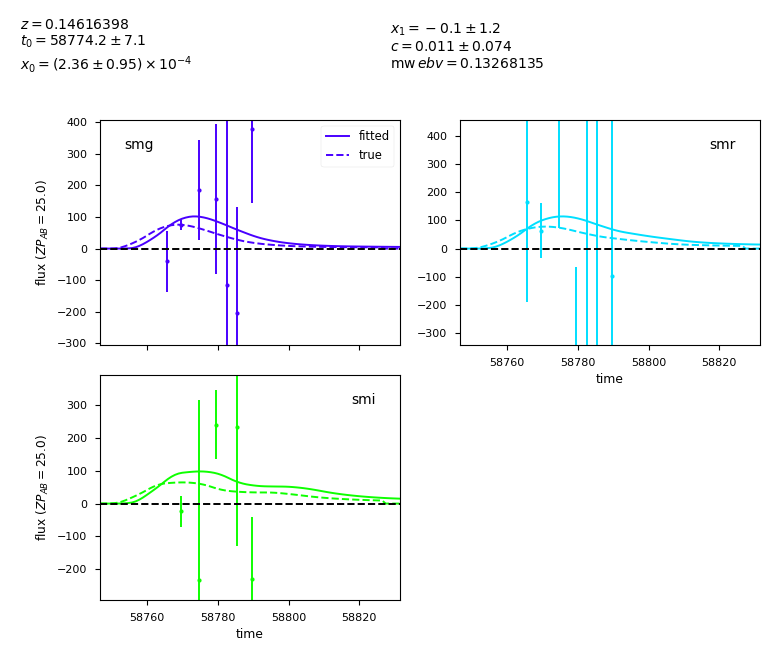 z = 0.14616398
t₀ = 58774.2 ± 7.1
x₀ = (2.36 ± 0.95) × 10⁻⁴
x₁ = −0.1 ± 1.2
c = 0.011 ± 0.074
mw ebv = 0.13268135
smg
fitted
true
400
300
200
100
0
−100
−200
−300
flux (ZP_AB = 25.0)
smr
400
300
200
100
0
−100
−200
−300
58760 58780 58800 58820
time
smi
300
200
100
0
−100
−200
flux (ZP_AB = 25.0)
58760 58780 58800 58820
time